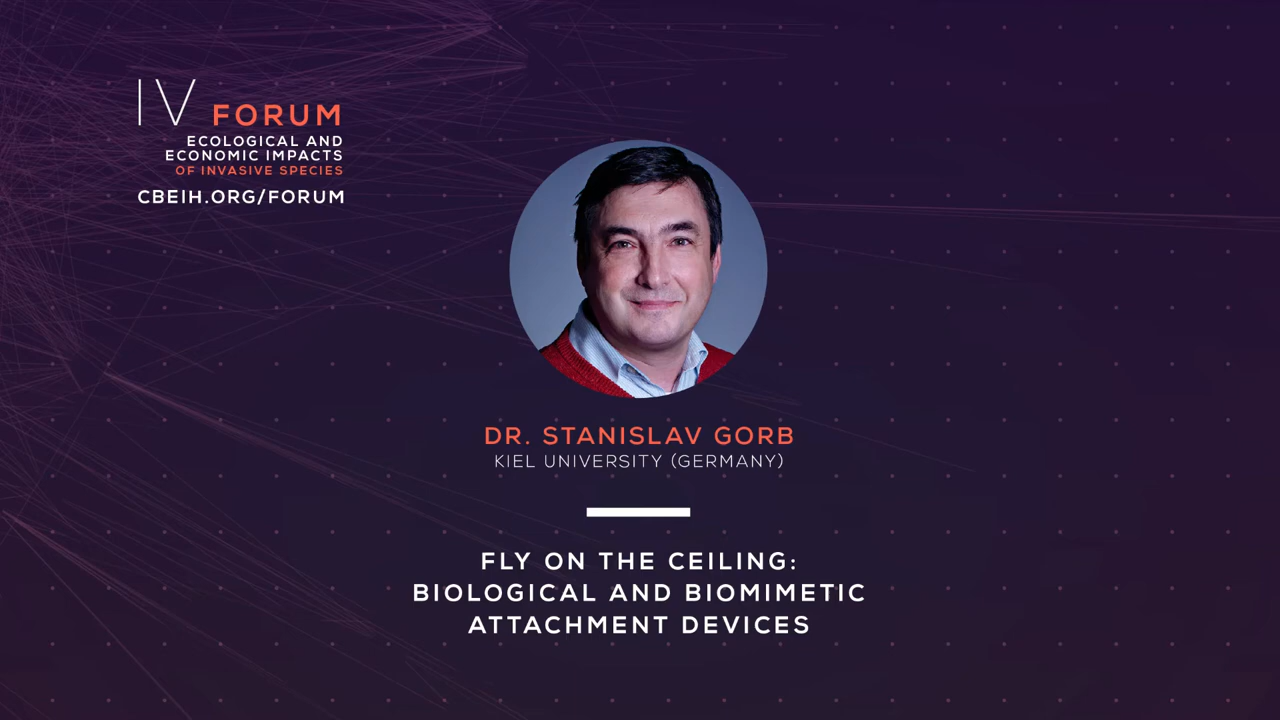 IV FORUM
ECOLOGICAL AND
ECONOMIC IMPACTS
OF INVASIVE SPECIES
CBEIH.ORG/FORUM
DR. STANISLAV GORB
KIEL UNIVERSITY (GERMANY)
FLY ON THE CEILING:
BIOLOGICAL AND BIOMIMETIC
ATTACHMENT DEVICES